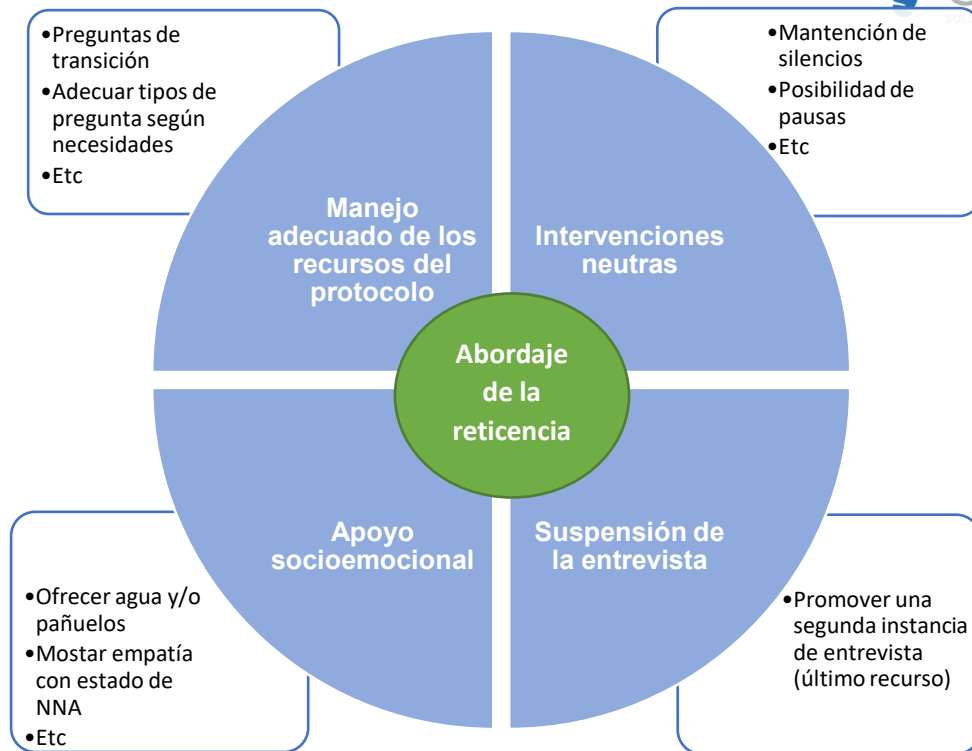 •Preguntas de
transición
•Adecuar tipos de
pregunta según
necesidades
•Etc
•Mantención de
silencios
•Posibilidad de
pausas
•Etc
Manejo
adecuado de los
recursos del
protocolo
Intervenciones
neutras
Abordaje
de la
reticencia
Apoyo
socioemocional
Suspensión de
la entrevista
•Ofrecer agua y/o
pañuelos
•Mostar empatía
con estado de
NNA
•Etc
•Promover una
segunda instancia
de entrevista
(último recurso)